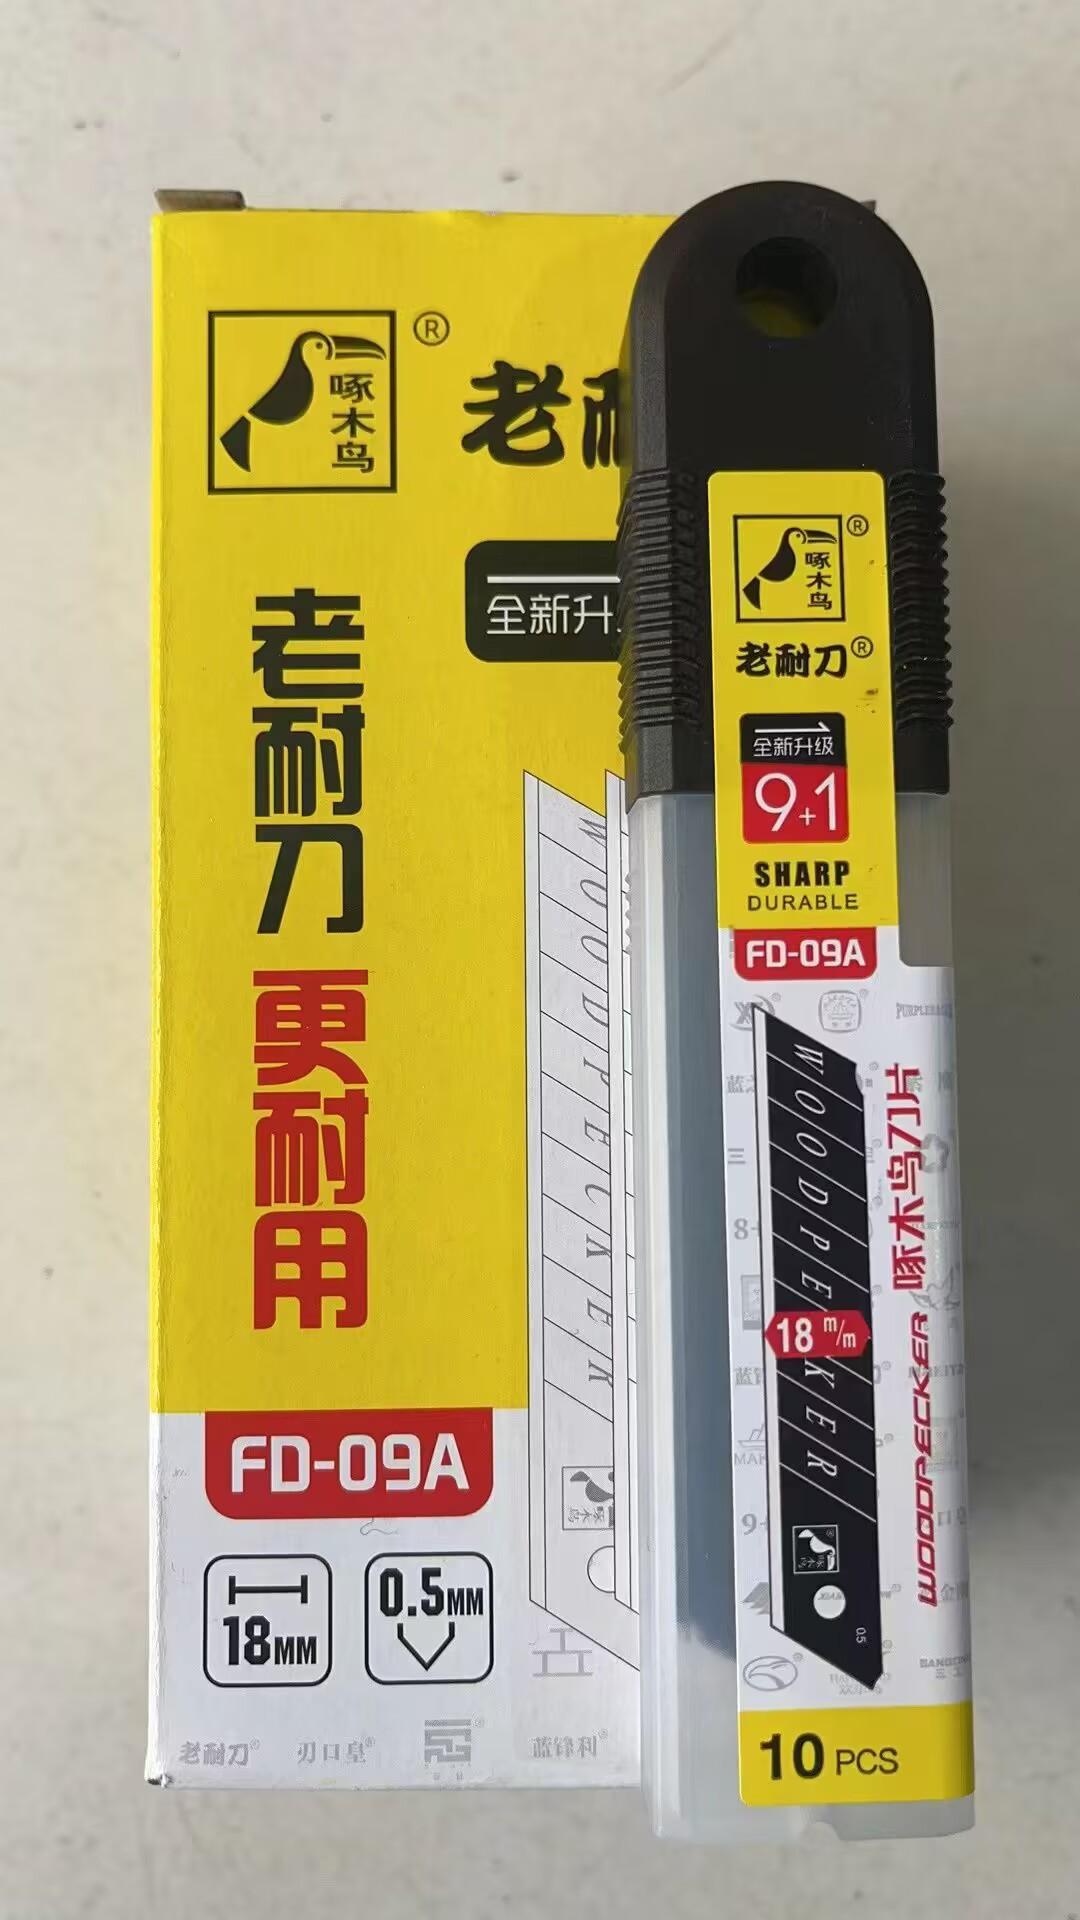 啄木鸟
®
老耐
全新升
老耐刀 更耐用
WOODPECKER
FD-09A
18MM
0.5MM
老耐刀®
刃口皇®
蓝锋利
啄木鸟
®
老耐刀®
全新升级
9+1
SHARP
DURABLE
FD-09A
WOODPECKER
18 m/m
0.5
啄木鸟刀片
WOODPECKER
10 PCS